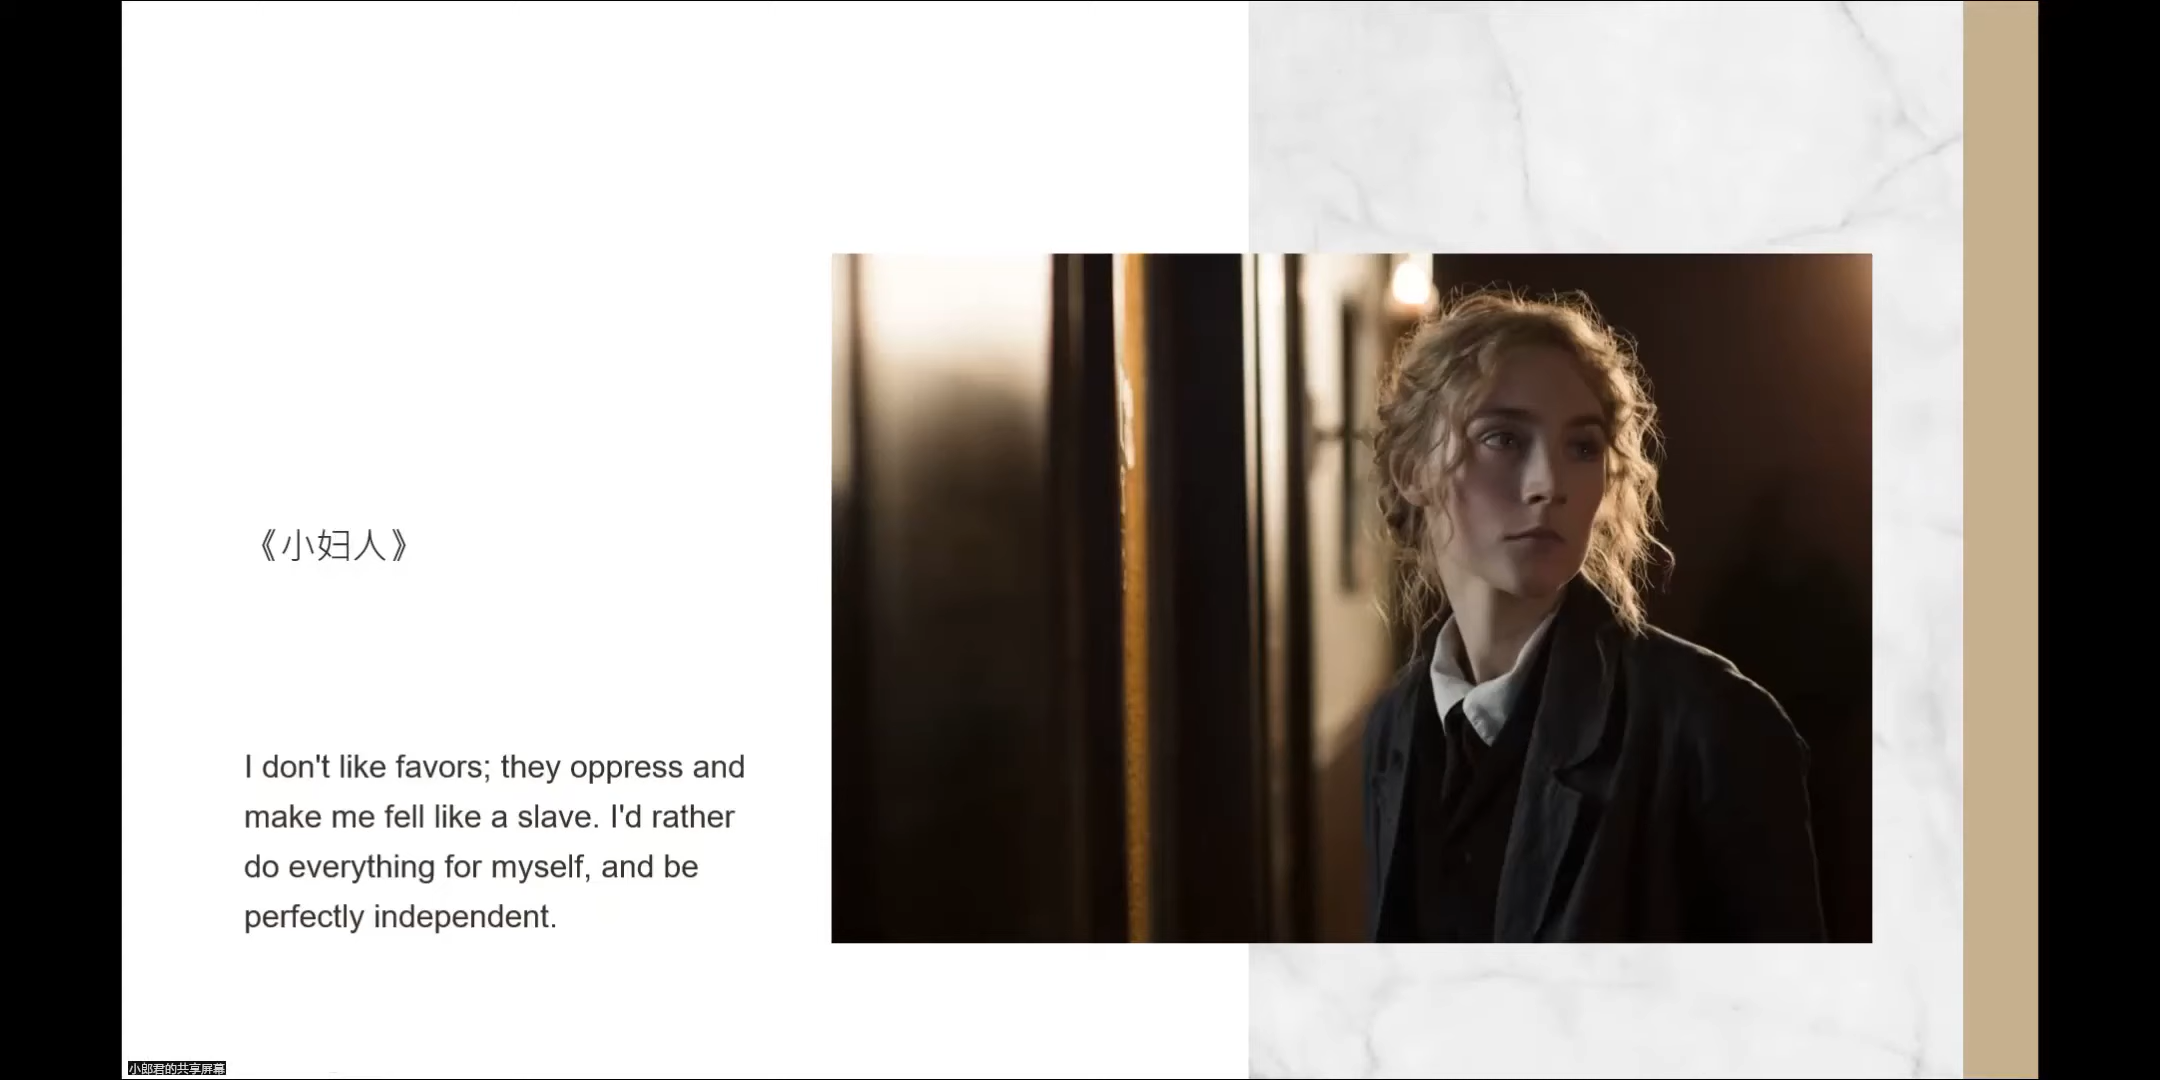 《小妇人》
I don't like favors; they oppress and
make me fell like a slave. I'd rather
do everything for myself, and be
perfectly independent.
小郎君的共享屏幕